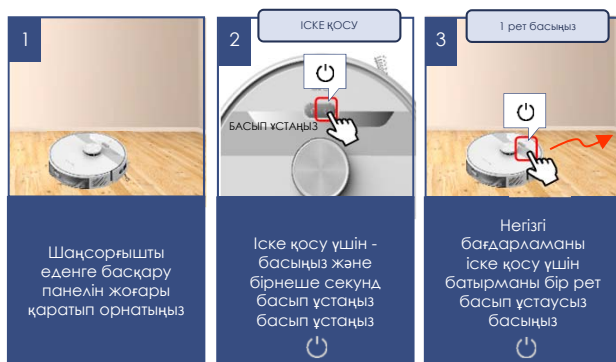 1
Шаңсорғышты
еденге басқару
панелін жоғары
қаратып орнатыңыз
2
ІСКЕ ҚОСУ
БАСЫП ҰСТАҢЫЗ
Іске қосу үшін -
басыңыз және
бірнеше секунд
басып ұстаңыз
басып ұстаңыз
3
1 рет басыңыз
Негізгі
бағдарламаны
іске қосу үшін
батырманы бір рет
басып ұстаусыз
басыңыз